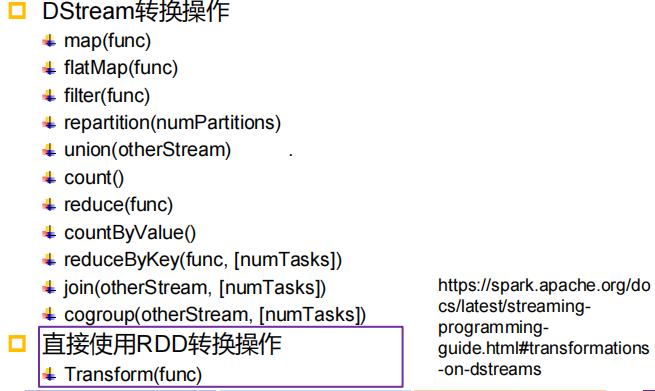 DStream转换操作
map(func)
flatMap(func)
filter(func)
repartition(numPartitions)
union(otherStream)
.
count()
reduce(func)
countByValue()
reduceByKey(func, [numTasks])
join(otherStream, [numTasks])
cogroup(otherStream, [numTasks])
直接使用RDD转换操作
Transform(func)
https://spark.apache.org/do
cs/latest/streaming-
programming-
guide.html#transformations
-on-dstreams